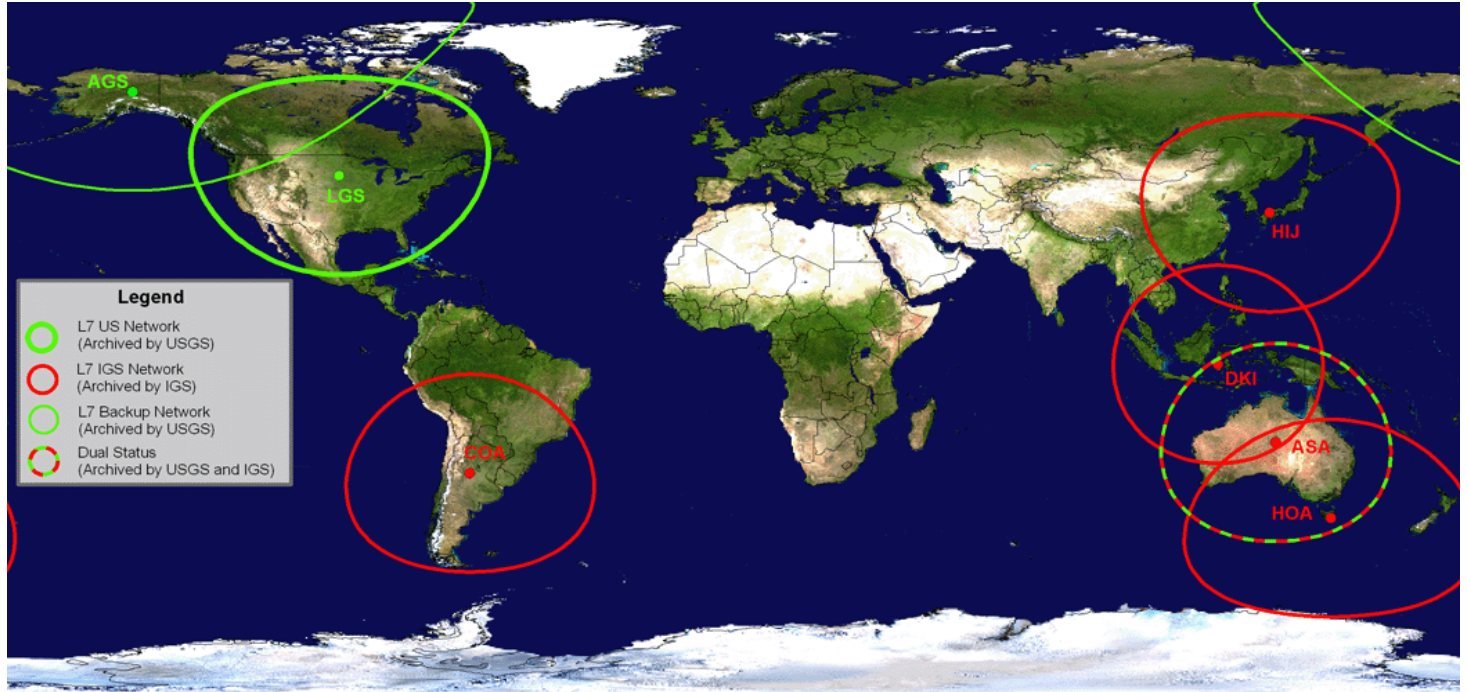 AGS
LGS
HIJ
Legend
L7 US Network
(Archived by USGS)
L7 IGS Network
(Archived by IGS)
L7 Backup Network
(Archived by USGS)
Dual Status
(Archived by USGS and IGS)
DKI
COA
ASA
HOA